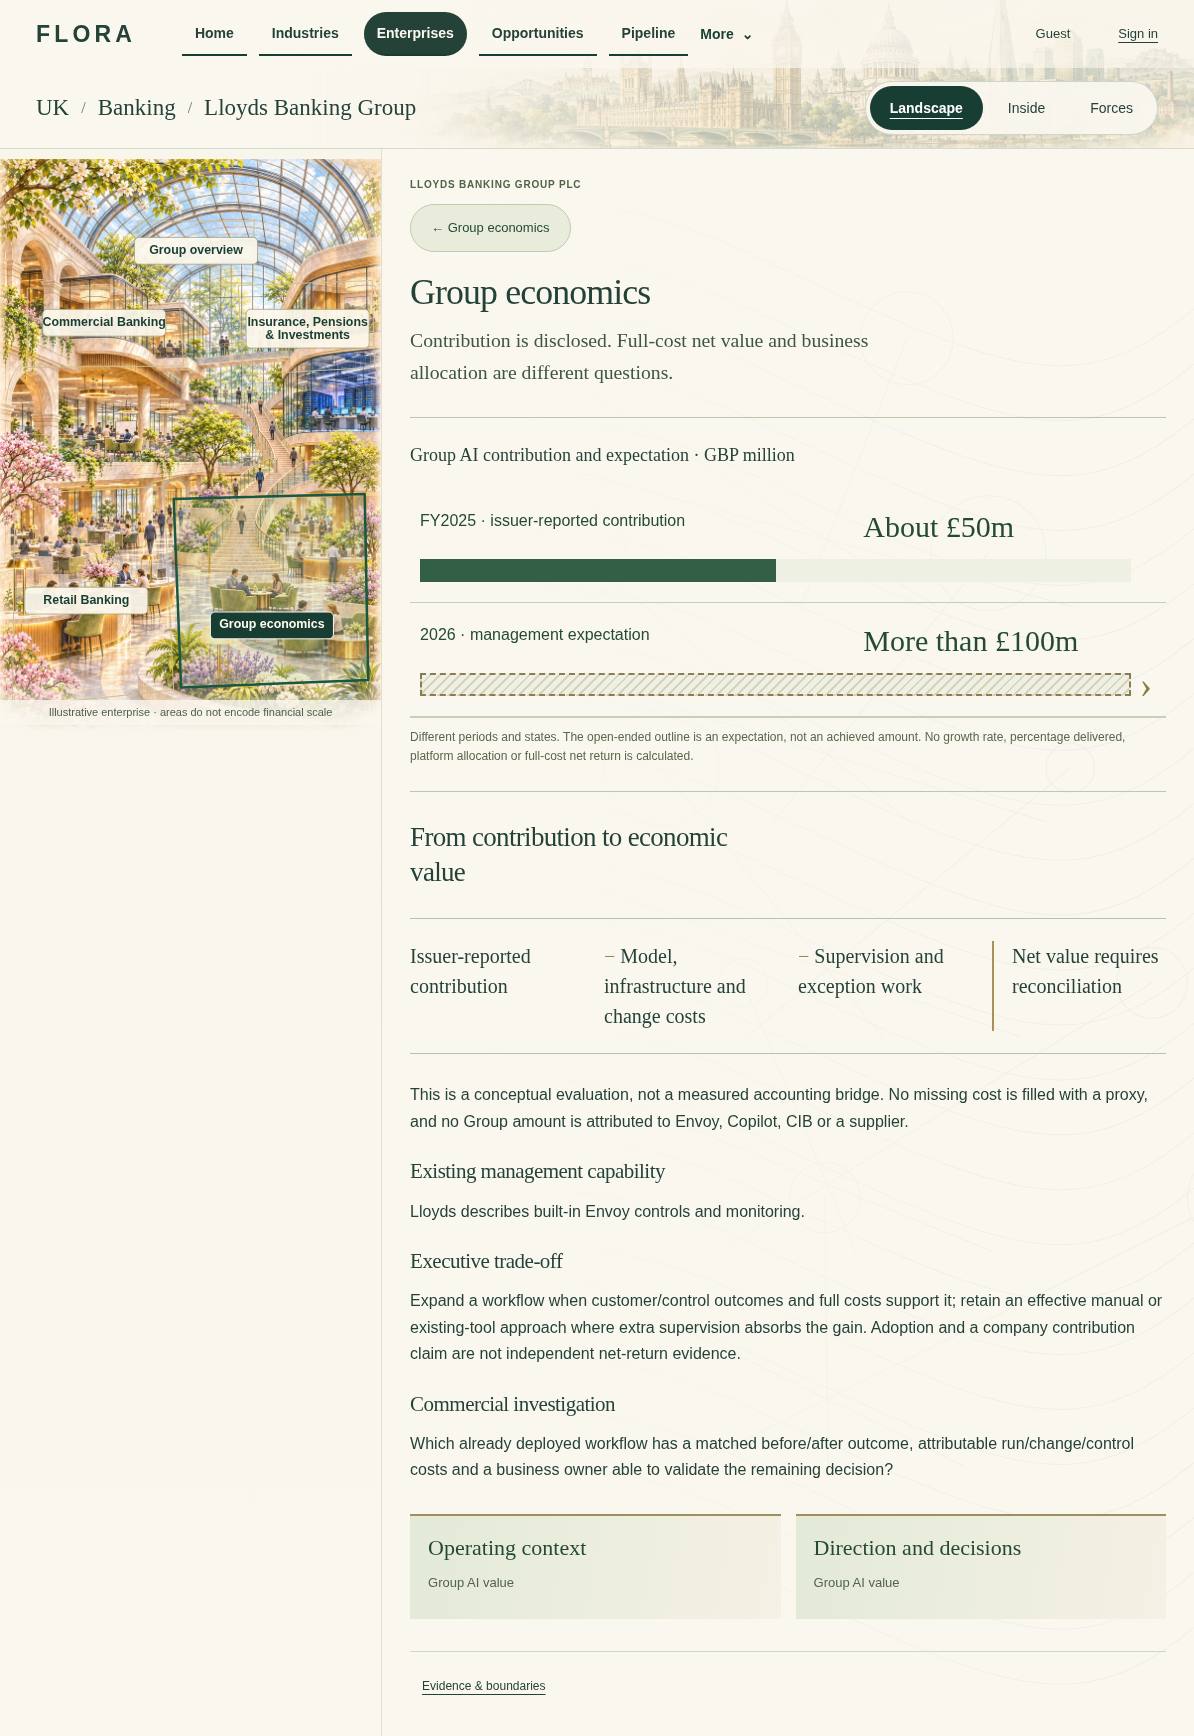 FLORA
Home
Industries
Enterprises
Opportunities
Pipeline
More
Guest
Sign in
UK / Banking / Lloyds Banking Group
Landscape
Inside
Forces
Group overview
Commercial Banking
Insurance, Pensions
& Investments
Retail Banking
Group economics
Illustrative enterprise · areas do not encode financial scale
LLOYDS BANKING GROUP PLC
← Group economics
Group economics
Contribution is disclosed. Full-cost net value and business
allocation are different questions.
Group AI contribution and expectation · GBP million
FY2025 · issuer-reported contribution
About £50m
2026 · management expectation
More than £100m
Different periods and states. The open-ended outline is an expectation, not an achieved amount. No growth rate, percentage delivered,
platform allocation or full-cost net return is calculated.
From contribution to economic
value
Issuer-reported
contribution
− Model,
infrastructure and
change costs
− Supervision and
exception work
Net value requires
reconciliation
This is a conceptual evaluation, not a measured accounting bridge. No missing cost is filled with a proxy,
and no Group amount is attributed to Envoy, Copilot, CIB or a supplier.
Existing management capability
Lloyds describes built-in Envoy controls and monitoring.
Executive trade-off
Expand a workflow when customer/control outcomes and full costs support it; retain an effective manual or
existing-tool approach where extra supervision absorbs the gain. Adoption and a company contribution
claim are not independent net-return evidence.
Commercial investigation
Which already deployed workflow has a matched before/after outcome, attributable run/change/control
costs and a business owner able to validate the remaining decision?
Operating context
Group AI value
Direction and decisions
Group AI value
Evidence & boundaries